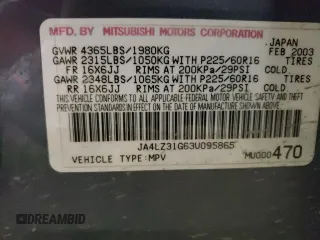 MFD BY MITSUBISHI MOTORS CORPORATION
JAPAN
GVWR 4365LBS/1980KG FEB 2003
GAWR 2315LBS/1050KG WITH P225/60R16 TIRES
FR 16X6JJ RIMS AT 200KPa/29PSI COLD
GAWR 2348LBS/1065KG WITH P225/60R16 TIRES
RR 16X6JJ RIMS AT 200KPa/29PSI COLD
THIS VEHICLE CONFORMS TO ALL APPLICABLE FEDERAL MOTOR VEHICLE SAFETY AND THEFT
PREVENTION STANDARDS IN EFFECT ON THE DATE OF MANUFACTURE SHOWN ABOVE.
JA4LZ31G63U095865
VEHICLE TYPE:MPV
MU000470
© DREAMBID